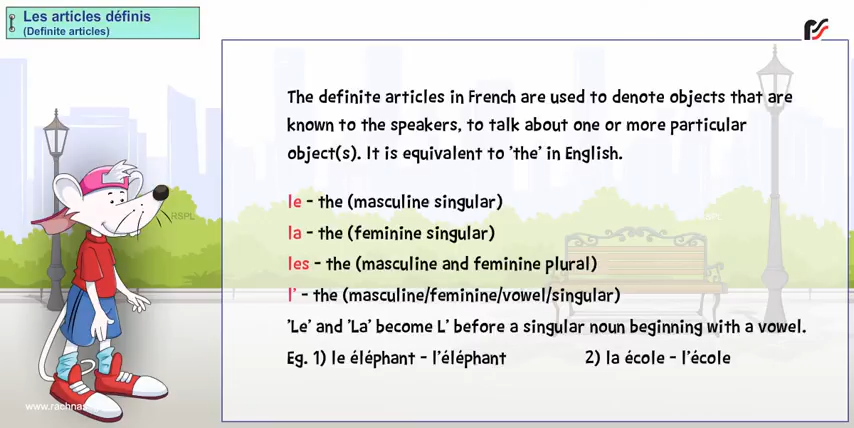 Les articles définis
(Definite articles)
The definite articles in French are used to denote objects that are
known to the speakers, to talk about one or more particular
object(s). It is equivalent to 'the' in English.
le - the (masculine singular)
la - the (feminine singular)
les - the (masculine and feminine plural)
l' - the (masculine/feminine/vowel/singular)
'Le' and 'La' become L' before a singular noun beginning with a vowel.
Eg. 1) le éléphant - l'éléphant 2) la école - l'école
RSPL
RSPL